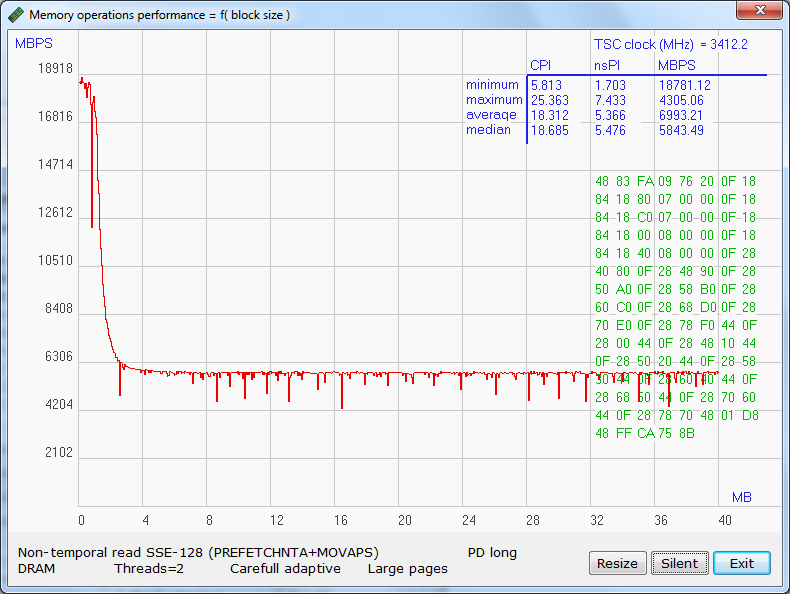 Memory operations performance = f( block size )
MBPS
TSC clock (MHz) = 3412.2
CPI nsPI MBPS
minimum 5.813 1.703 18781.12
maximum 25.363 7.433 4305.06
average 18.312 5.366 6993.21
median 18.685 5.476 5843.49
18918
16816
14714
12612
10510
8408
6306
4204
2102
48 83 FA 09 76 20 0F 18
84 18 80 07 00 00 0F 18
84 18 C0 07 00 00 0F 18
84 18 00 08 00 00 0F 18
84 18 40 08 00 00 0F 28
40 80 0F 28 48 90 0F 28
50 A0 0F 28 58 B0 0F 28
60 C0 0F 28 68 D0 0F 28
70 E0 0F 28 78 F0 44 0F
28 00 44 0F 28 48 10 44
0F 28 50 20 44 0F 28 58
30 44 0F 28 60 40 44 0F
28 68 50 44 0F 28 70 60
44 0F 28 78 70 48 01 D8
48 FF CA 75 8B
MB
0 4 8 12 16 20 24 28 32 36 40
Non-temporal read SSE-128 (PREFETCHNTA+MOVAPS) PD long
DRAM Threads=2 Carefull adaptive Large pages
Resize Silent Exit